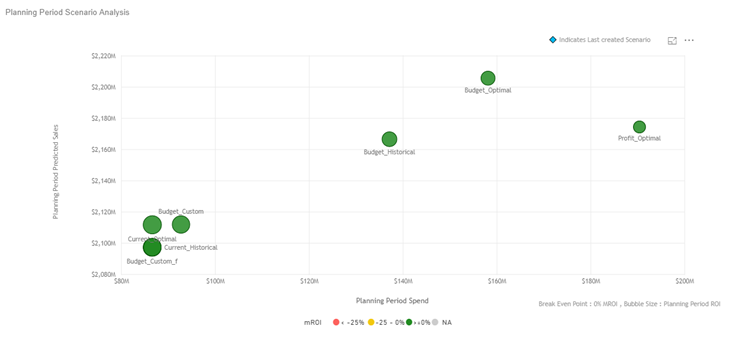 Planning Period Scenario Analysis
Indicates Last created Scenario
Planning Period Predicted Sales
$2,220M
$2,200M
$2,180M
$2,160M
$2,140M
$2,120M
$2,100M
$2,080M
Budget_Optimal
Profit_Optimal
Budget_Historical
Budget_Custom
Current_Optimal
Current_Historical
Budget_Custom_f
$80M $100M $120M $140M $160M $180M $200M
Planning Period Spend
Break Even Point : 0% MROI , Bubble Size : Planning Period ROI
mROI < -25% -25 - 0% >=0% NA